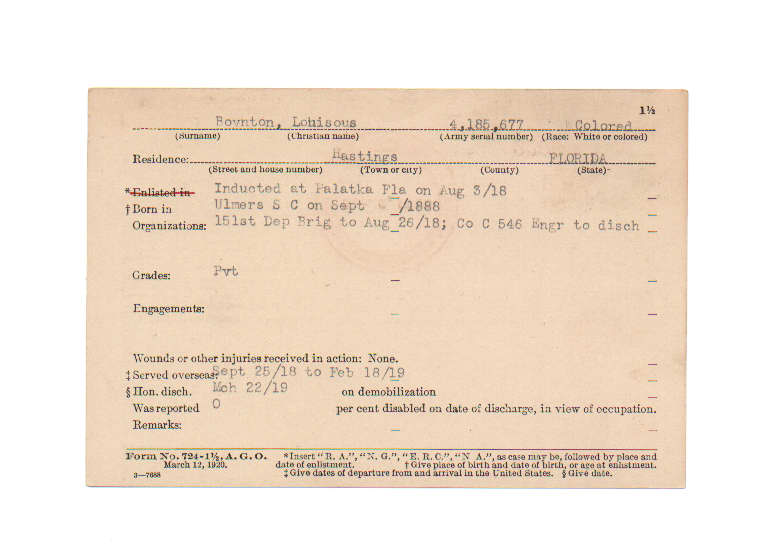 1½
Boynton, Lohisous 4,185,677 Colored
(Surname) (Christian name) (Army serial number) (Race: White or colored)
Residence: Hastings FLORIDA
(Street and house number) (Town or city) (County) (State)
*Enlisted in Inducted at Palatka Fla on Aug 3/18
† Born in Ulmers S C on Sept /1888
Organizations: 151st Dep Brig to Aug 26/18; Co C 546 Engr to disch
Grades: Pvt
Engagements:
Wounds or other injuries received in action: None.
‡ Served overseas: Sept 25/18 to Feb 18/19
§ Hon. disch. Mch 22/19 on demobilization
Was reported 0 per cent disabled on date of discharge, in view of occupation.
Remarks:
Form No. 724-1½, A. G. O. *Insert "R. A.", "N. G.", "E. R. C.", "N A.", as case may be, followed by place and
March 12, 1920. date of enlistment. † Give place of birth and date of birth, or age at enlistment.
3—7688 ‡ Give dates of departure from and arrival in the United States. § Give date.